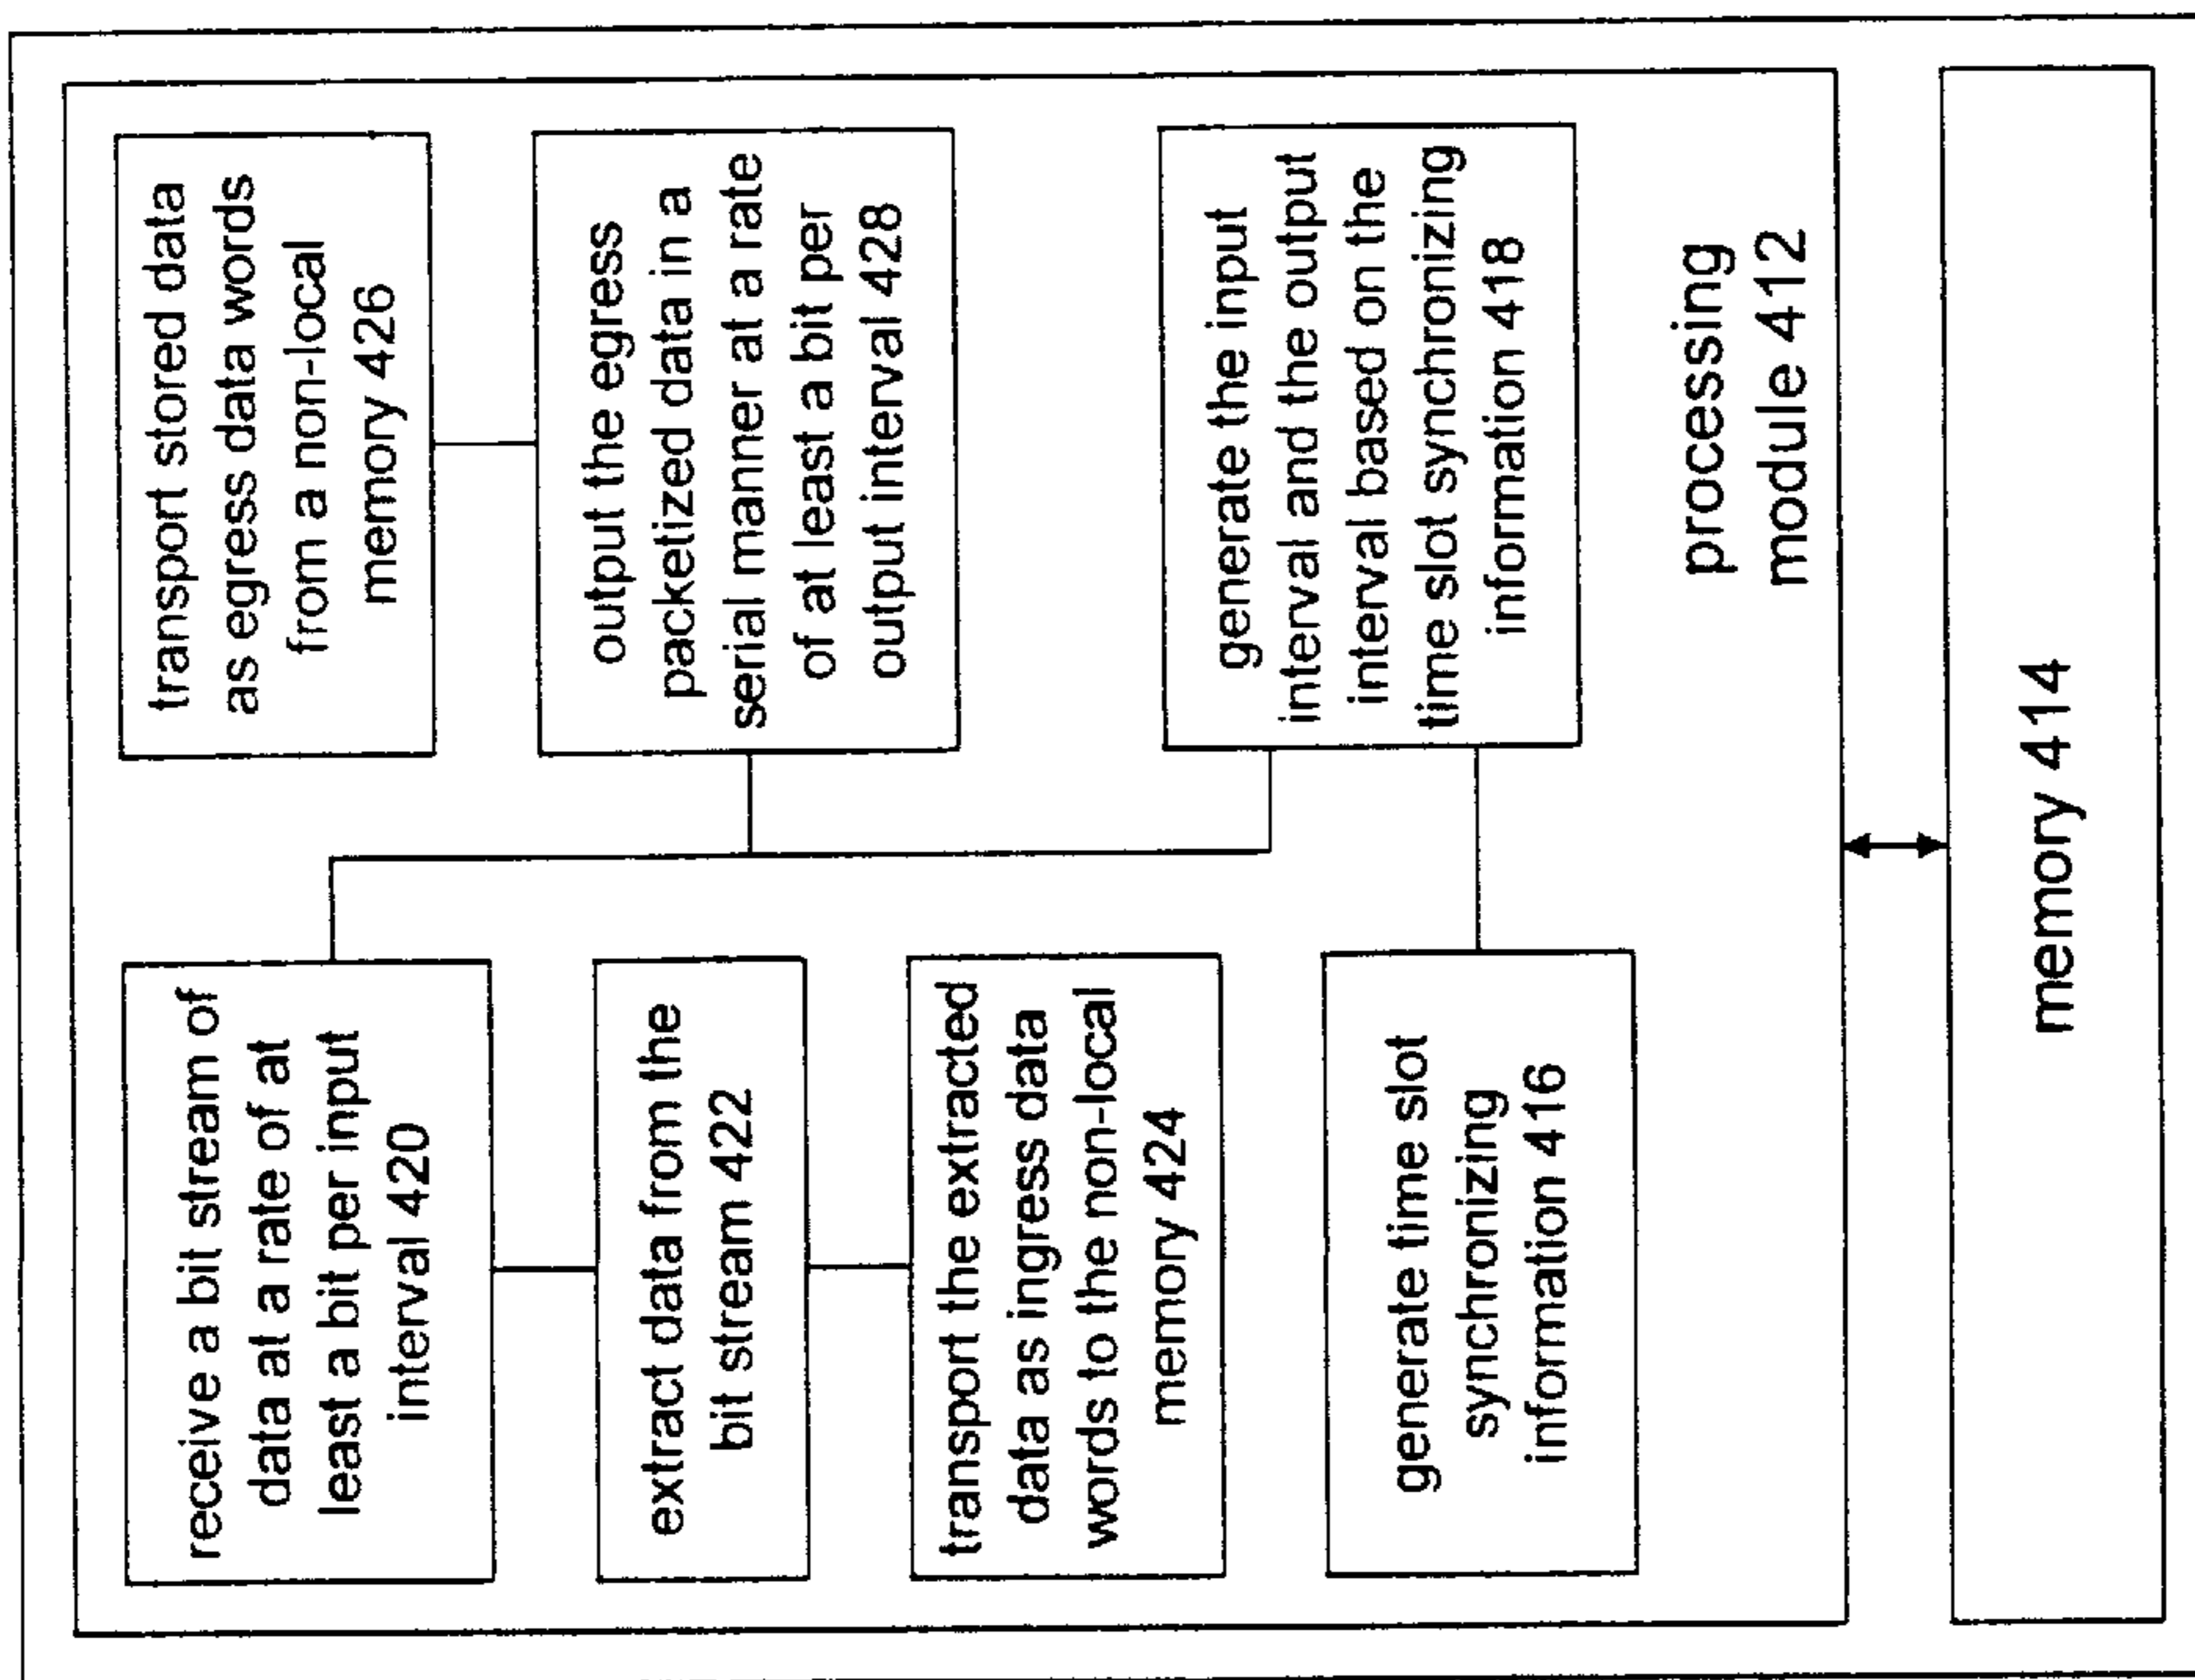 receive a bit stream of
data at a rate of at
least a bit per input
interval 420
extract data from the
bit stream 422
transport the extracted
data as ingress data
words to the non-local
memory 424
generate time slot
synchronizing
information 416
transport stored data
as egress data words
from a non-local
memory 426
output the egress
packetized data in a
serial manner at a rate
of at least a bit per
output interval 428
generate the input
interval and the output
interval based on the
time slot synchronizing
information 418
processing
module 412
memory 414